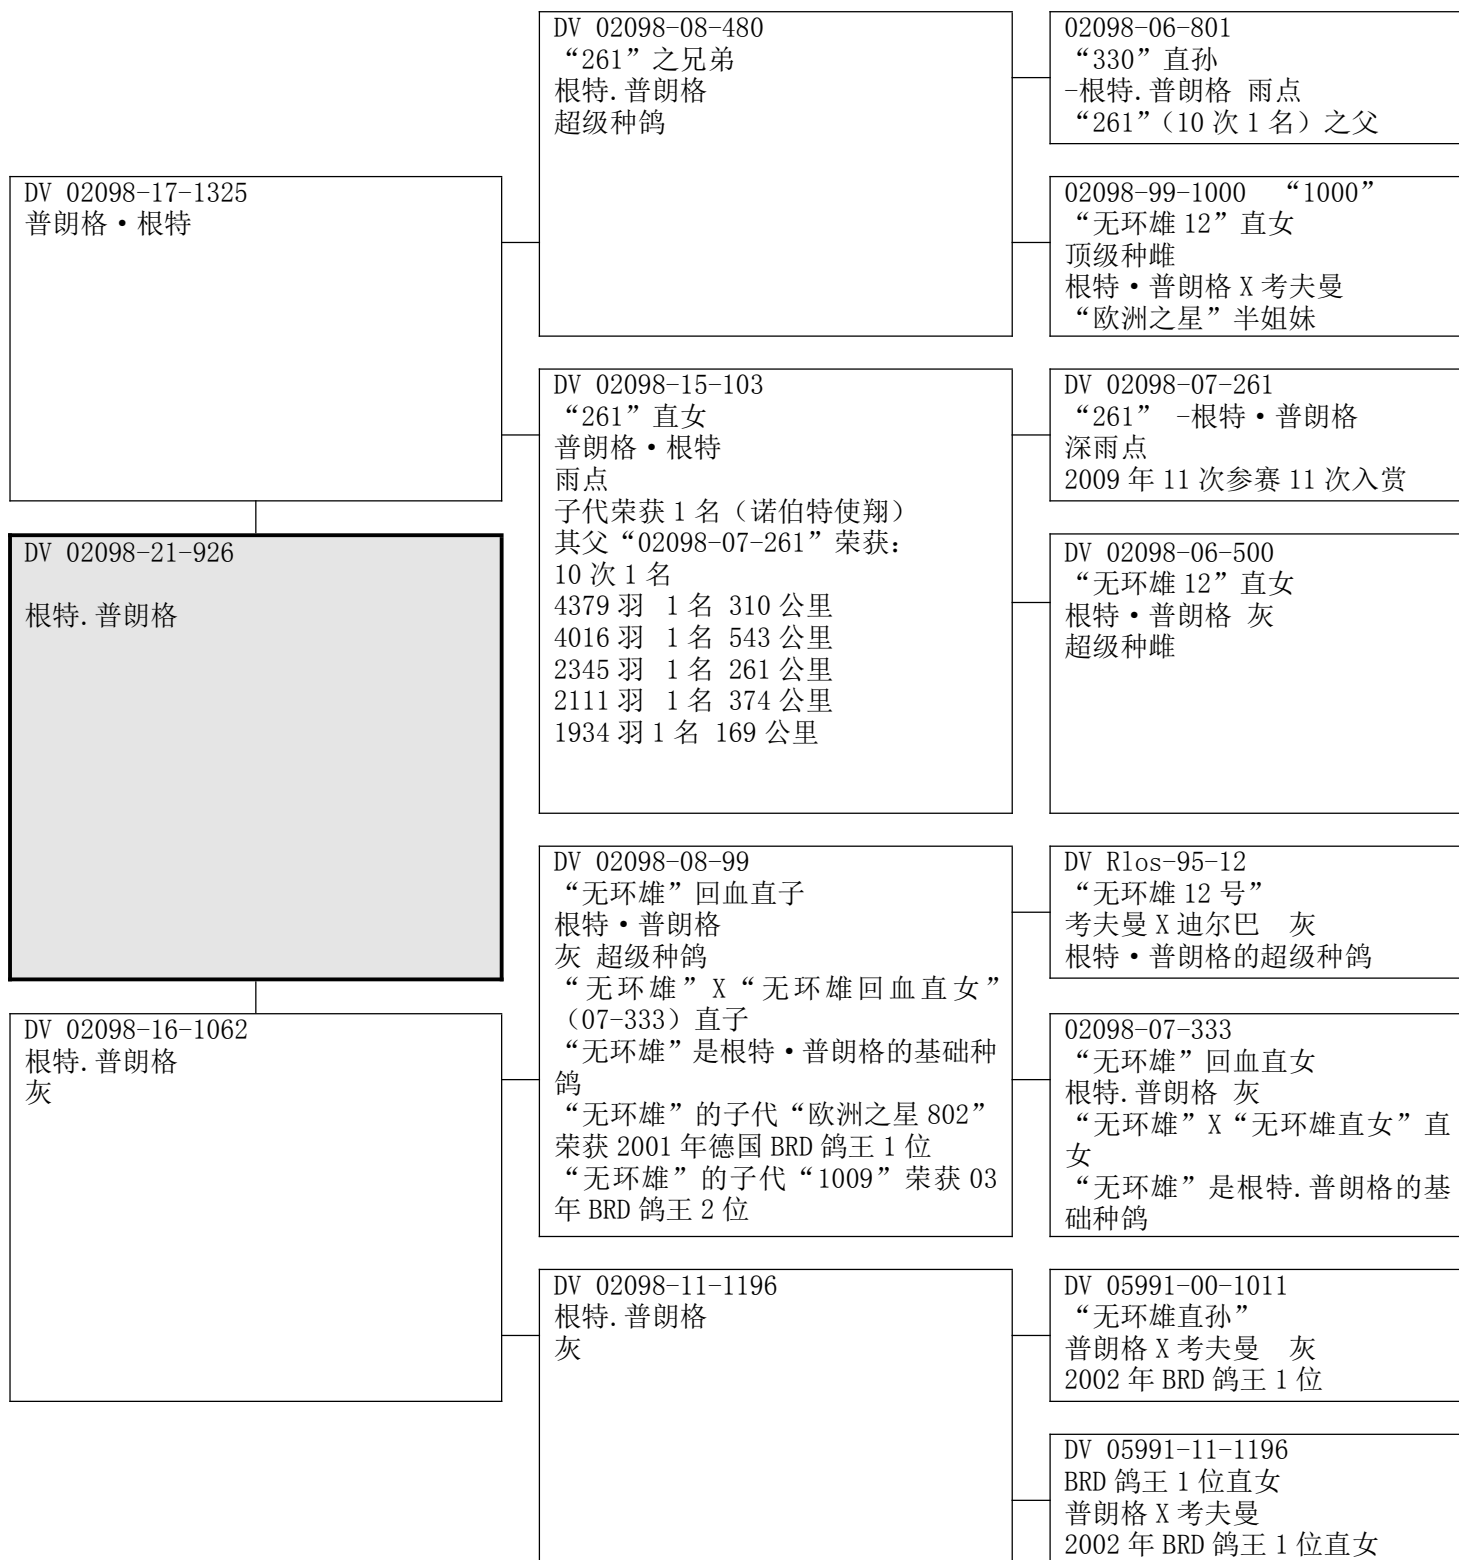 DV 02098-08-480
“261”之兄弟
根特.普朗格
超级种鸽
02098-06-801
“330”直孙
-根特.普朗格 雨点
“261”（10 次 1 名）之父
DV 02098-17-1325
普朗格·根特
02098-99-1000 “1000”
“无环雄 12”直女
顶级种雌
根特·普朗格 X 考夫曼
“欧洲之星”半姐妹
DV 02098-15-103
“261”直女
普朗格·根特
雨点
子代荣获 1 名（诺伯特使翔）
其父“02098-07-261”荣获：
10 次 1 名
4379 羽 1 名 310 公里
4016 羽 1 名 543 公里
2345 羽 1 名 261 公里
2111 羽 1 名 374 公里
1934 羽 1 名 169 公里
DV 02098-07-261
“261” -根特·普朗格
深雨点
2009 年 11 次参赛 11 次入赏
DV 02098-21-926
根特.普朗格
DV 02098-06-500
“无环雄 12”直女
根特·普朗格 灰
超级种雌
DV 02098-08-99
“无环雄”回血直子
根特·普朗格
灰 超级种鸽
“无环雄”X“无环雄回血直女”
（07-333）直子
“无环雄”是根特·普朗格的基础种
鸽
“无环雄”的子代“欧洲之星 802”
荣获 2001 年德国 BRD 鸽王 1 位
“无环雄”的子代“1009”荣获 03
年 BRD 鸽王 2 位
DV Rlos-95-12
“无环雄 12 号”
考夫曼 X 迪尔巴 灰
根特·普朗格的超级种鸽
DV 02098-16-1062
根特.普朗格
灰
02098-07-333
“无环雄”回血直女
根特.普朗格 灰
“无环雄”X“无环雄直女”直
女
“无环雄”是根特.普朗格的基
础种鸽
DV 02098-11-1196
根特.普朗格
灰
DV 05991-00-1011
“无环雄直孙”
普朗格 X 考夫曼 灰
2002 年 BRD 鸽王 1 位
DV 05991-11-1196
BRD 鸽王 1 位直女
普朗格 X 考夫曼
2002 年 BRD 鸽王 1 位直女